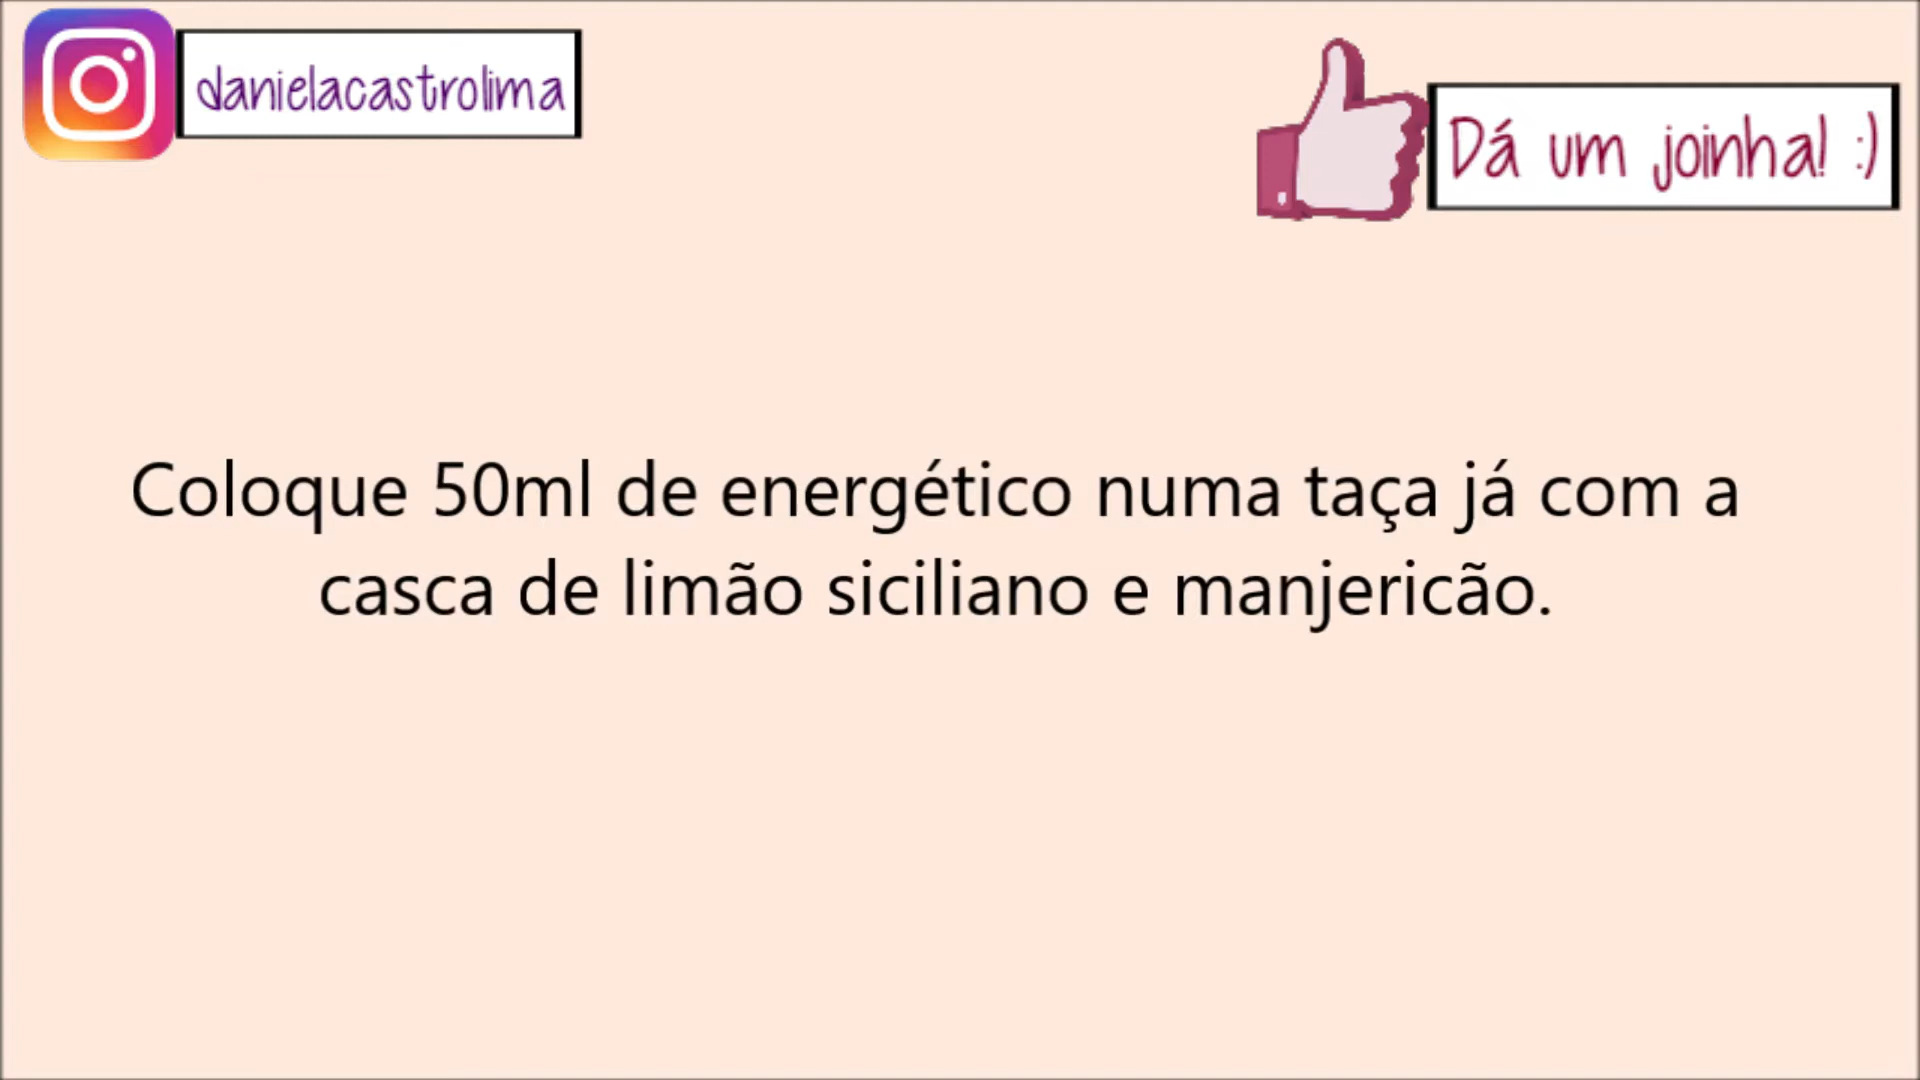 danielacastrolima
Dá um joinha! :)
Coloque 50ml de energético numa taça já com a
casca de limão siciliano e manjericão.